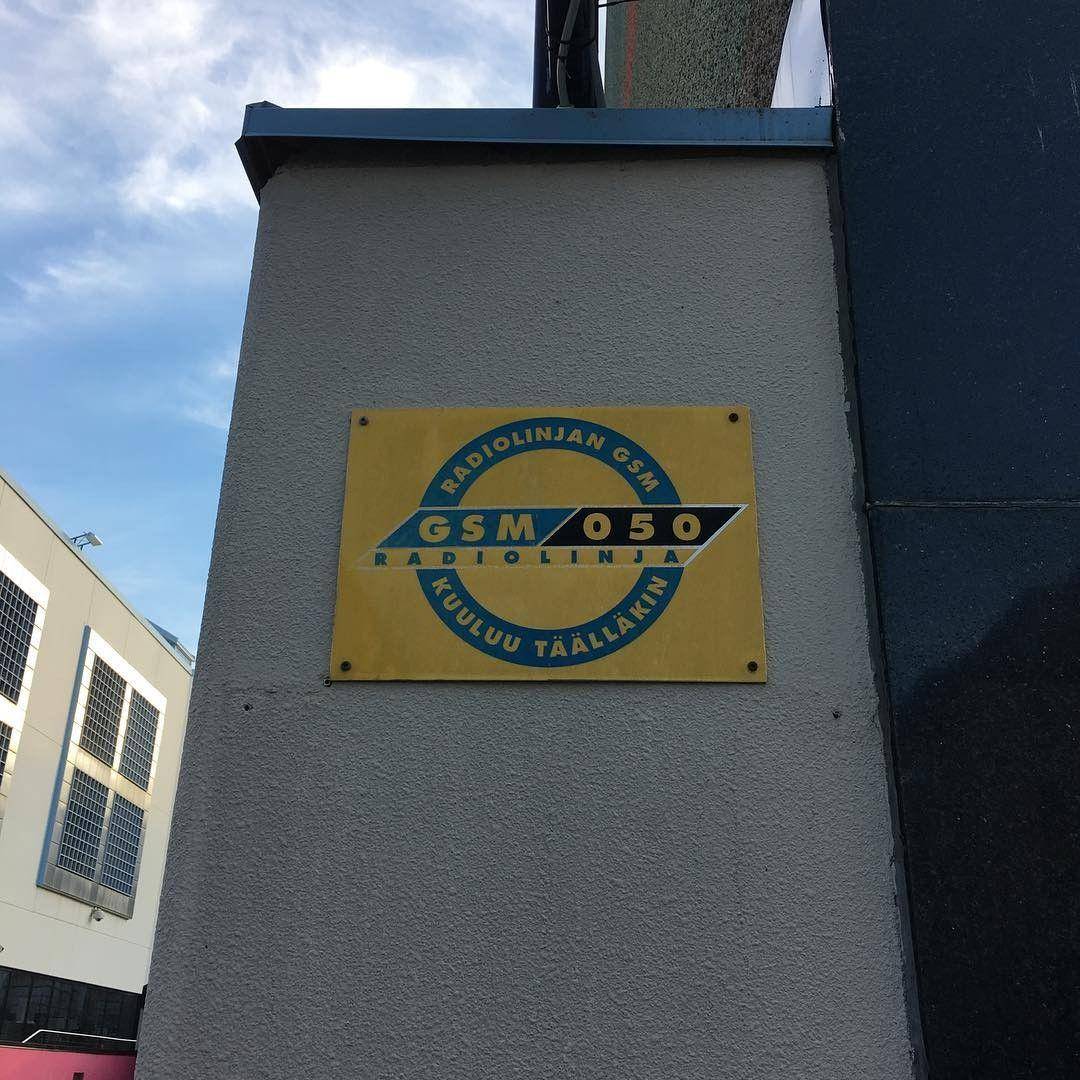 RADIOLINJAN GSM
GSM 050
RADIOLINJA
KUULUU TÄÄLLÄKIN